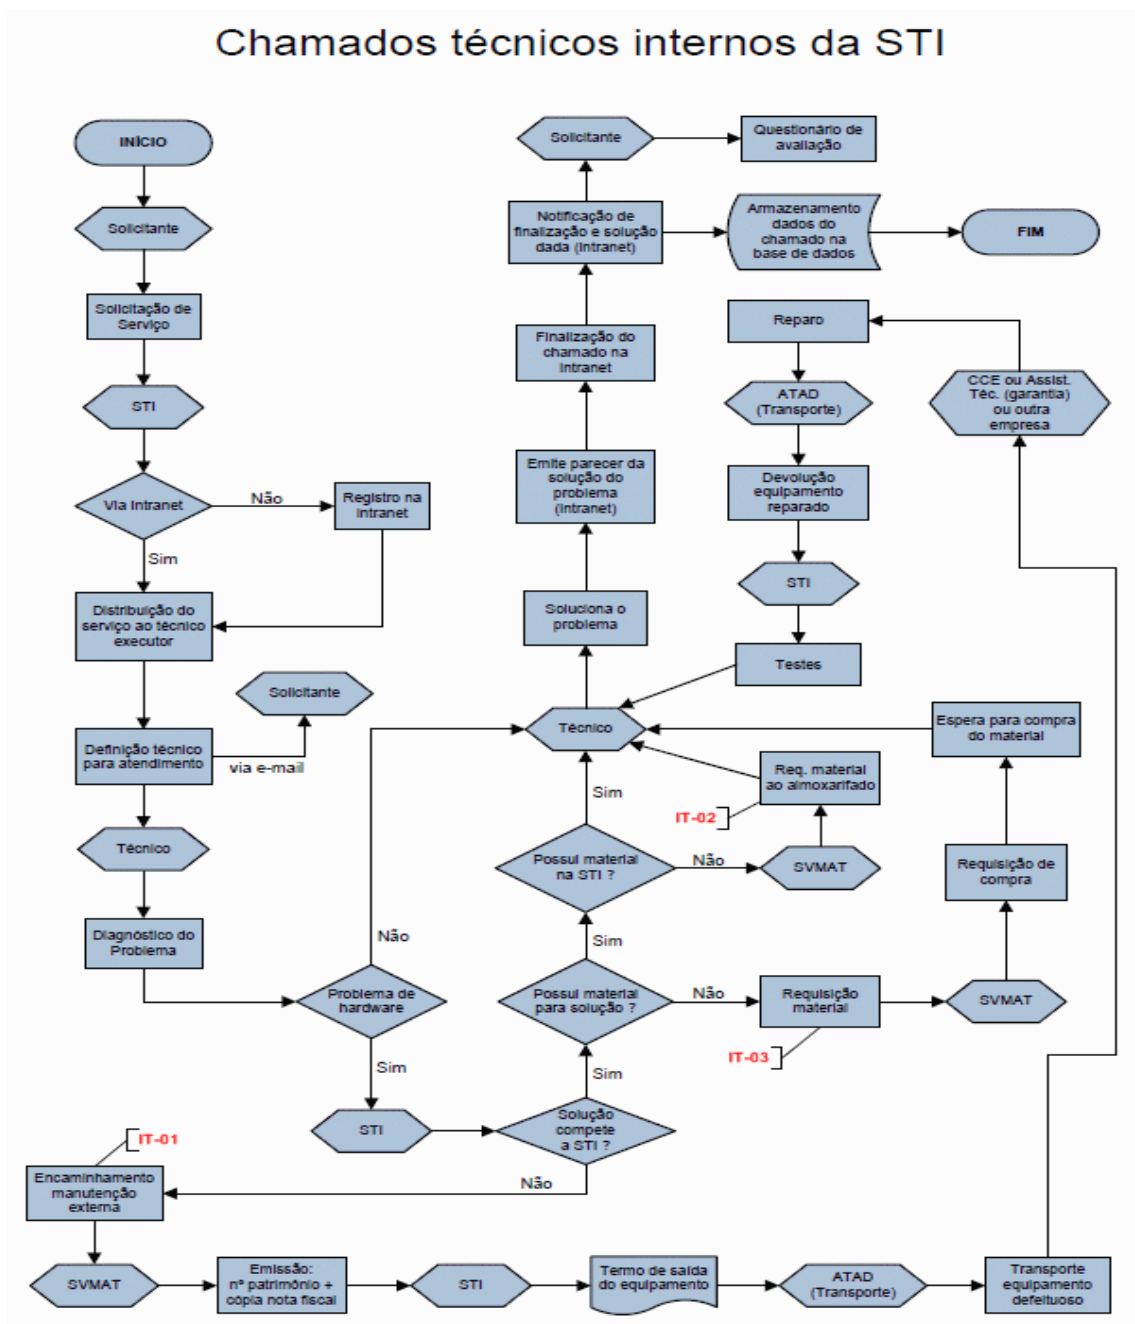 Chamados técnicos internos da STI
INÍCIO
Solicitante
Solicitação de
Serviço
STI
Via Intranet
Não
Registro na
Intranet
Sim
Distribuição do
serviço ao técnico
executor
Solicitante
Definição técnico
para atendimento
via e-mail
Técnico
Diagnóstico do
Problema
Problema de
hardware
Não
Sim
STI
Solução
compete
a STI ?
Sim
Não
Possui material
para solução ?
Sim
Não
Requisição
material
IT-03
SVMAT
Requisição de
compra
Espera para compra
do material
Possui material
na STI ?
Sim
Não
SVMAT
Req. material
ao almoxarifado
IT-02
Técnico
Soluciona o
problema
Emite parecer da
solução do
problema
(Intranet)
Finalização do
chamado na
Intranet
Notificação de
finalização e solução
dada (Intranet)
Solicitante
Questionário de
avaliação
Armazenamento
dados do
chamado na
base de dados
FIM
Reparo
ATAD
(Transporte)
Devolução
equipamento
reparado
STI
Testes
CCE ou Assist.
Téc. (garantia)
ou outra
empresa
IT-01
Encaminhamento
manutenção
externa
SVMAT
Emissão:
nº patrimônio +
cópia nota fiscal
STI
Termo de saída
do equipamento
ATAD
(Transporte)
Transporte
equipamento
defeituoso